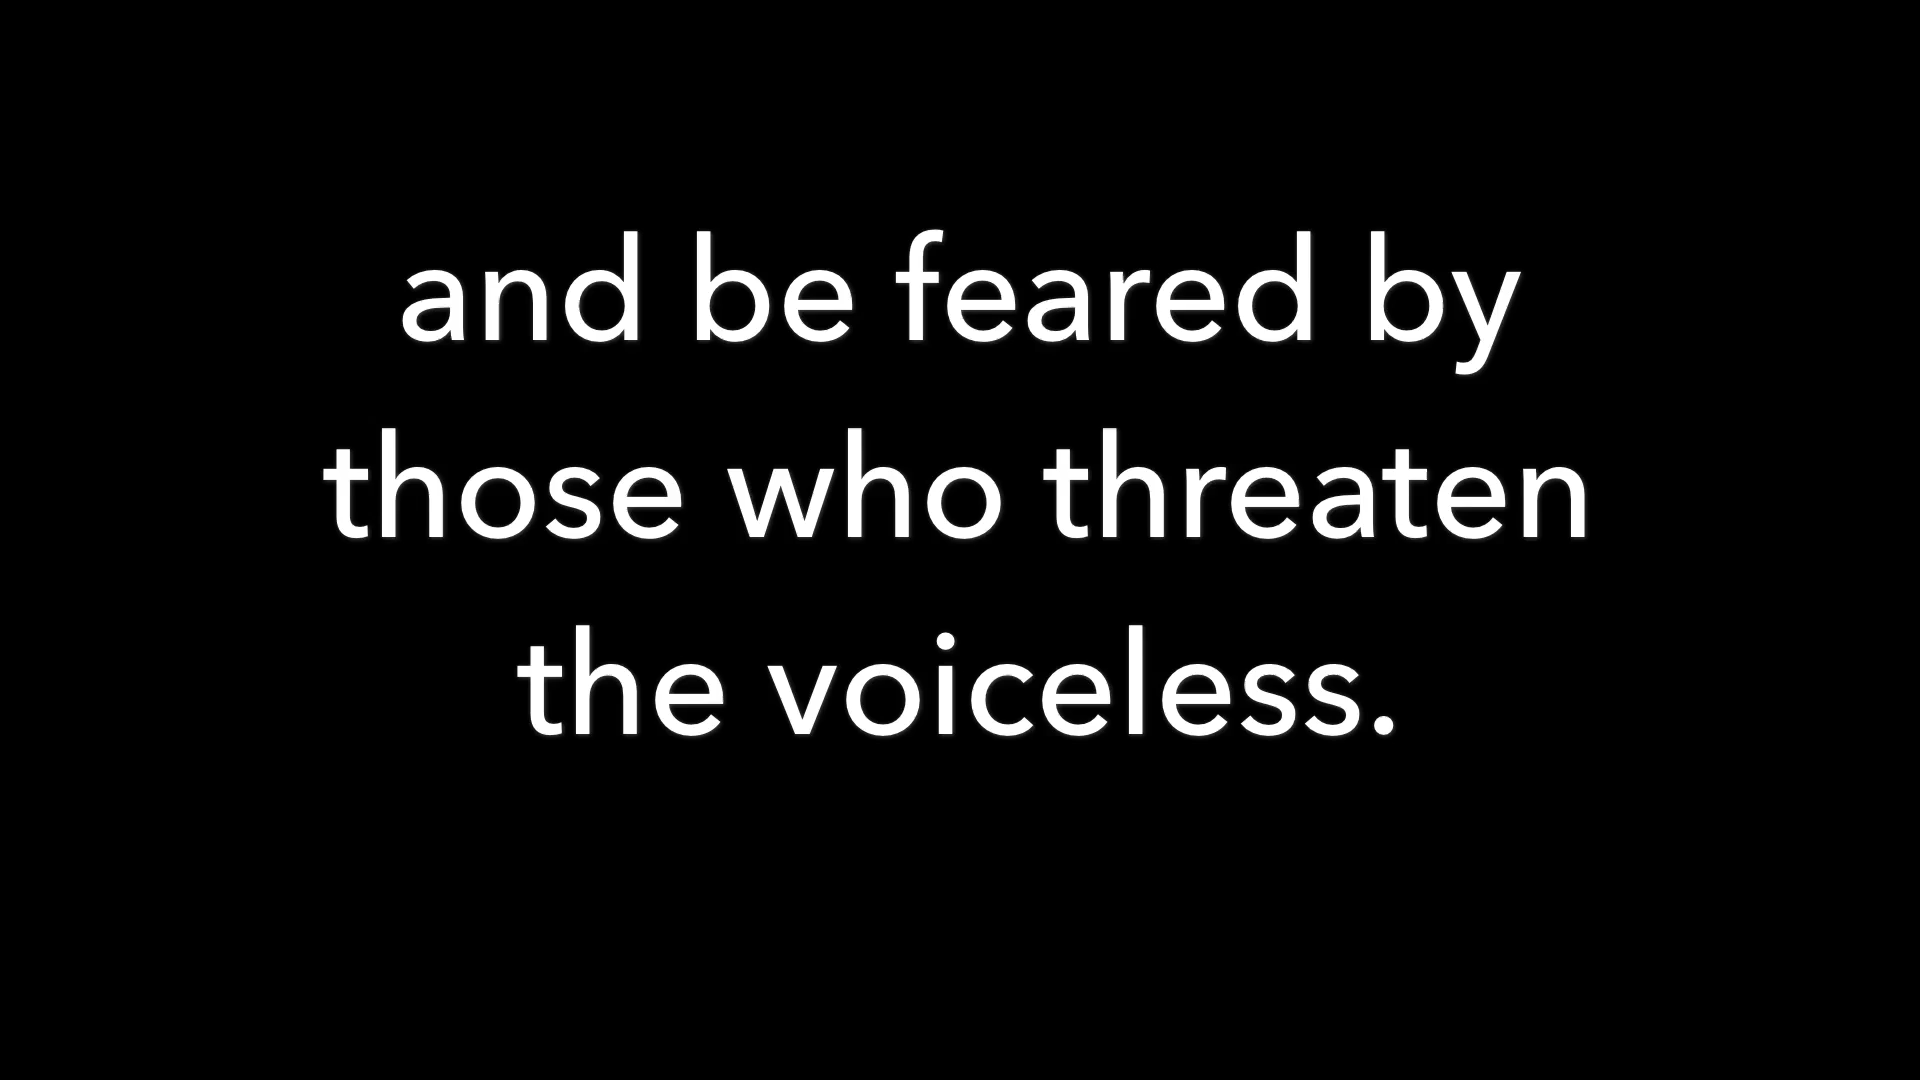 and be feared by
those who threaten
the voiceless.